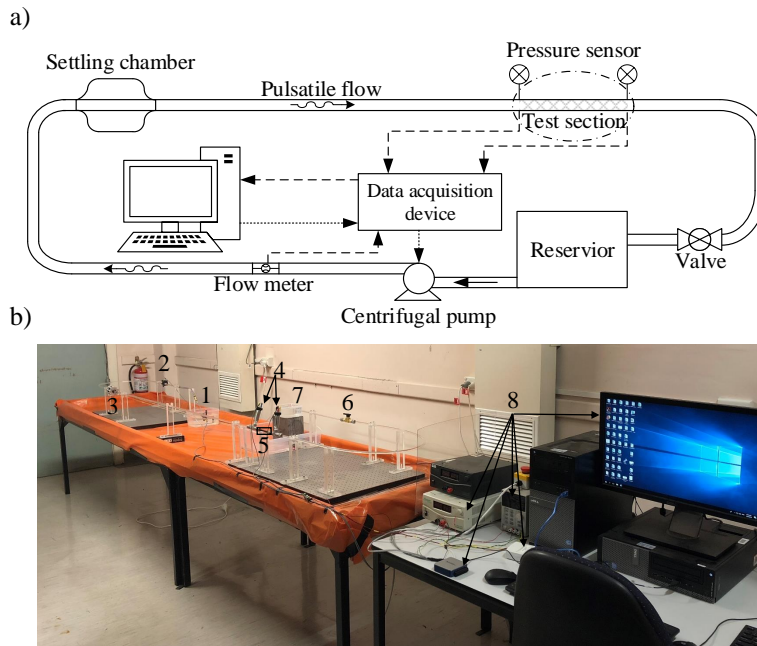 a)
Pressure sensor
Settling chamber
Pulsatile flow
Test section
Data acquisition
device
Reservior
Valve
Flow meter
Centrifugal pump
b)
2
4
8
3
1
7
6
5